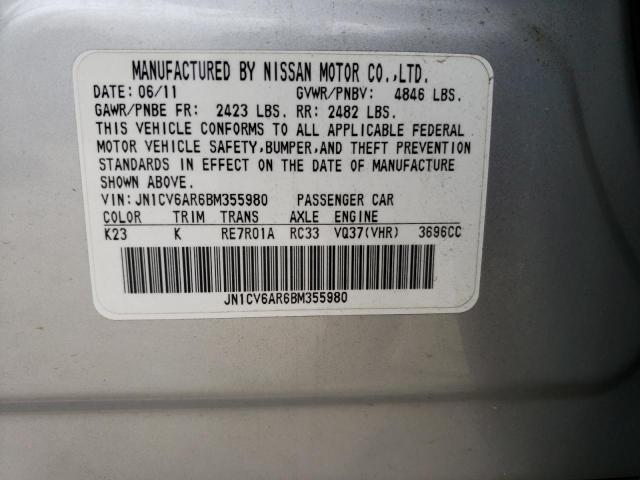 MANUFACTURED BY NISSAN MOTOR CO.,LTD.
DATE: 06/11 GVWR/PNBV: 4846 LBS.
GAWR/PNBE FR: 2423 LBS. RR: 2482 LBS.
THIS VEHICLE CONFORMS TO ALL APPLICABLE FEDERAL
MOTOR VEHICLE SAFETY,BUMPER,AND THEFT PREVENTION
STANDARDS IN EFFECT ON THE DATE OF MANUFACTURE
SHOWN ABOVE.
VIN: JN1CV6AR6BM355980 PASSENGER CAR
COLOR TRIM TRANS AXLE ENGINE
K23 K RE7R01A RC33 VQ37(VHR) 3696CC
JN1CV6AR6BM355980